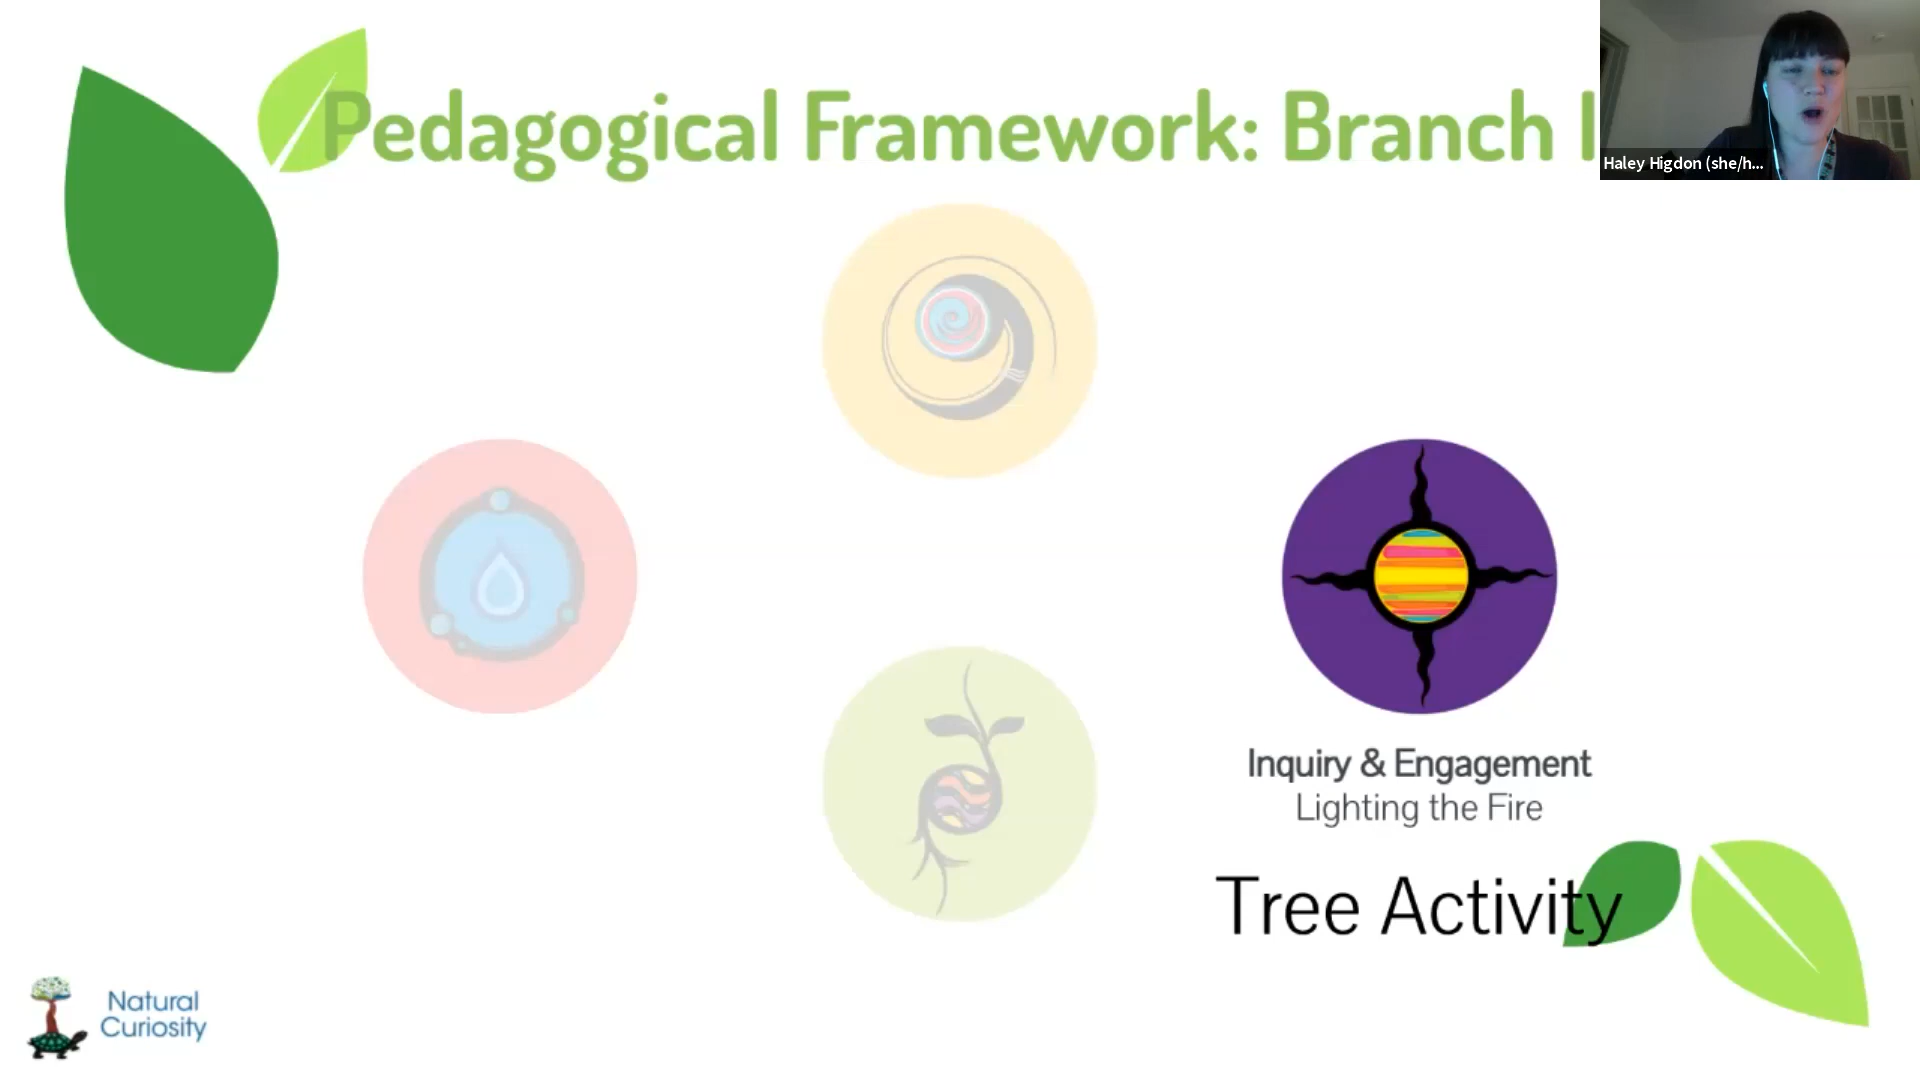 Pedagogical Framework: Branch I
Haley Higdon (she/h...
Inquiry & Engagement
Lighting the Fire
Tree Activity
Natural
Curiosity